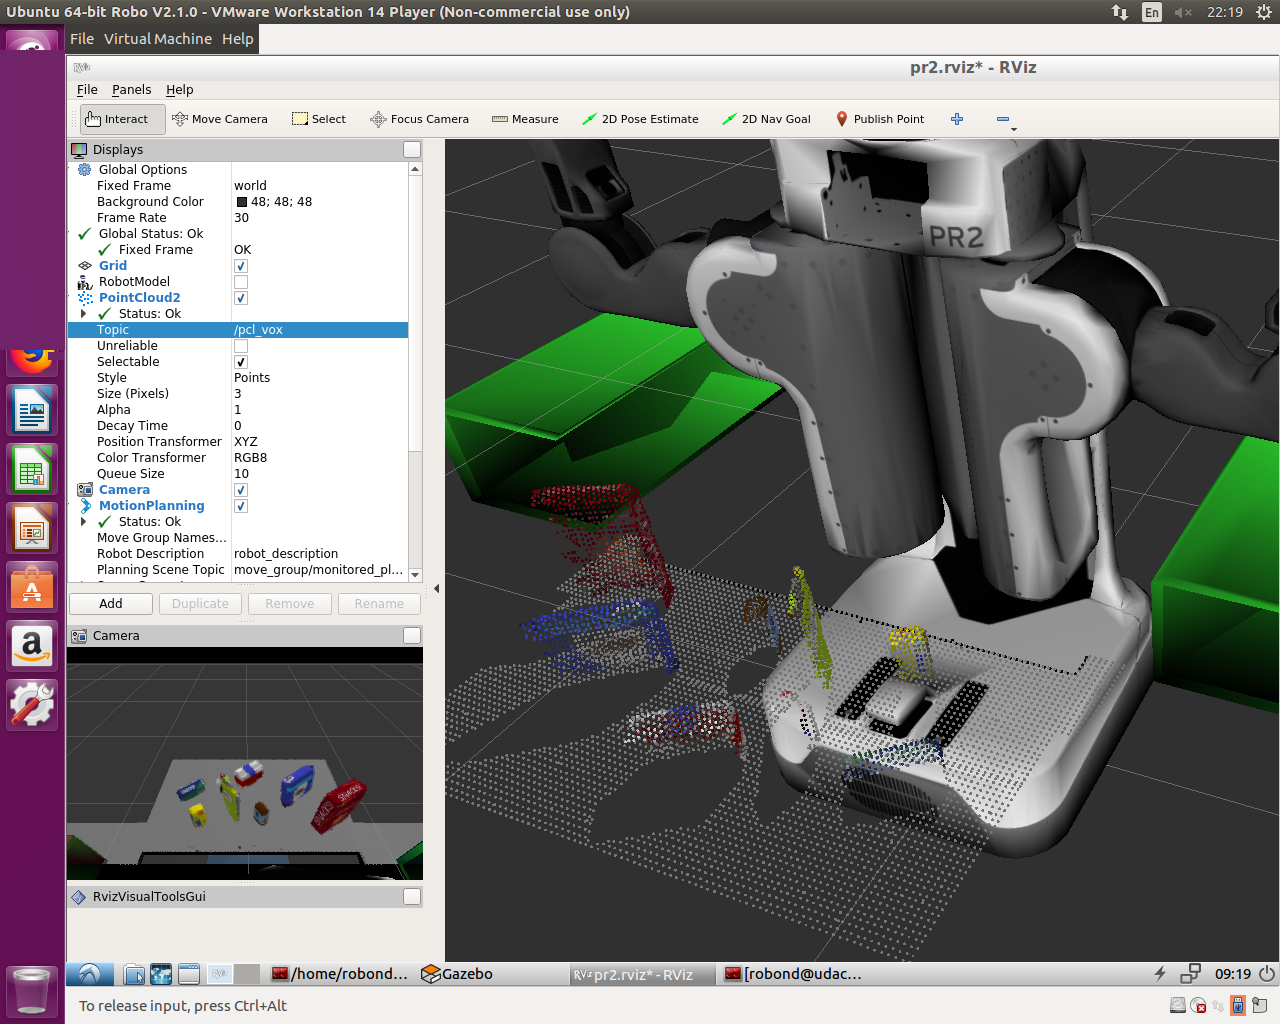 Ubuntu 64-bit Robo V2.1.0 - VMware Workstation 14 Player (Non-commercial use only)
En
22:19
File Virtual Machine Help
RViz
pr2.rviz* - RViz
File Panels Help
Interact Move Camera Select Focus Camera Measure 2D Pose Estimate 2D Nav Goal Publish Point
Displays
Global Options
Fixed Frame world
Background Color 48; 48; 48
Frame Rate 30
Global Status: Ok
Fixed Frame OK
Grid
RobotModel
PointCloud2
Status: Ok
Topic /pcl_vox
Unreliable
Selectable
Style Points
Size (Pixels) 3
Alpha 1
Decay Time 0
Position Transformer XYZ
Color Transformer RGB8
Queue Size 10
Camera
MotionPlanning
Status: Ok
Move Group Names...
Robot Description robot_description
Planning Scene Topic move_group/monitored_pl...
Add Duplicate Remove Rename
Camera
SNACKS
SNACKS
RvizVisualToolsGui
PR2
/home/robond... Gazebo RViz pr2.rviz* - RViz [robond@udac... 09:19
To release input, press Ctrl+Alt